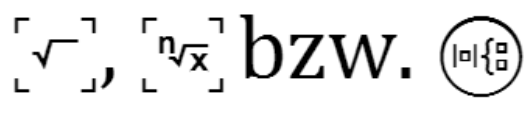 ⌜√⌝, ⌜ⁿ√x⌝ bzw. |▫|{▫▫